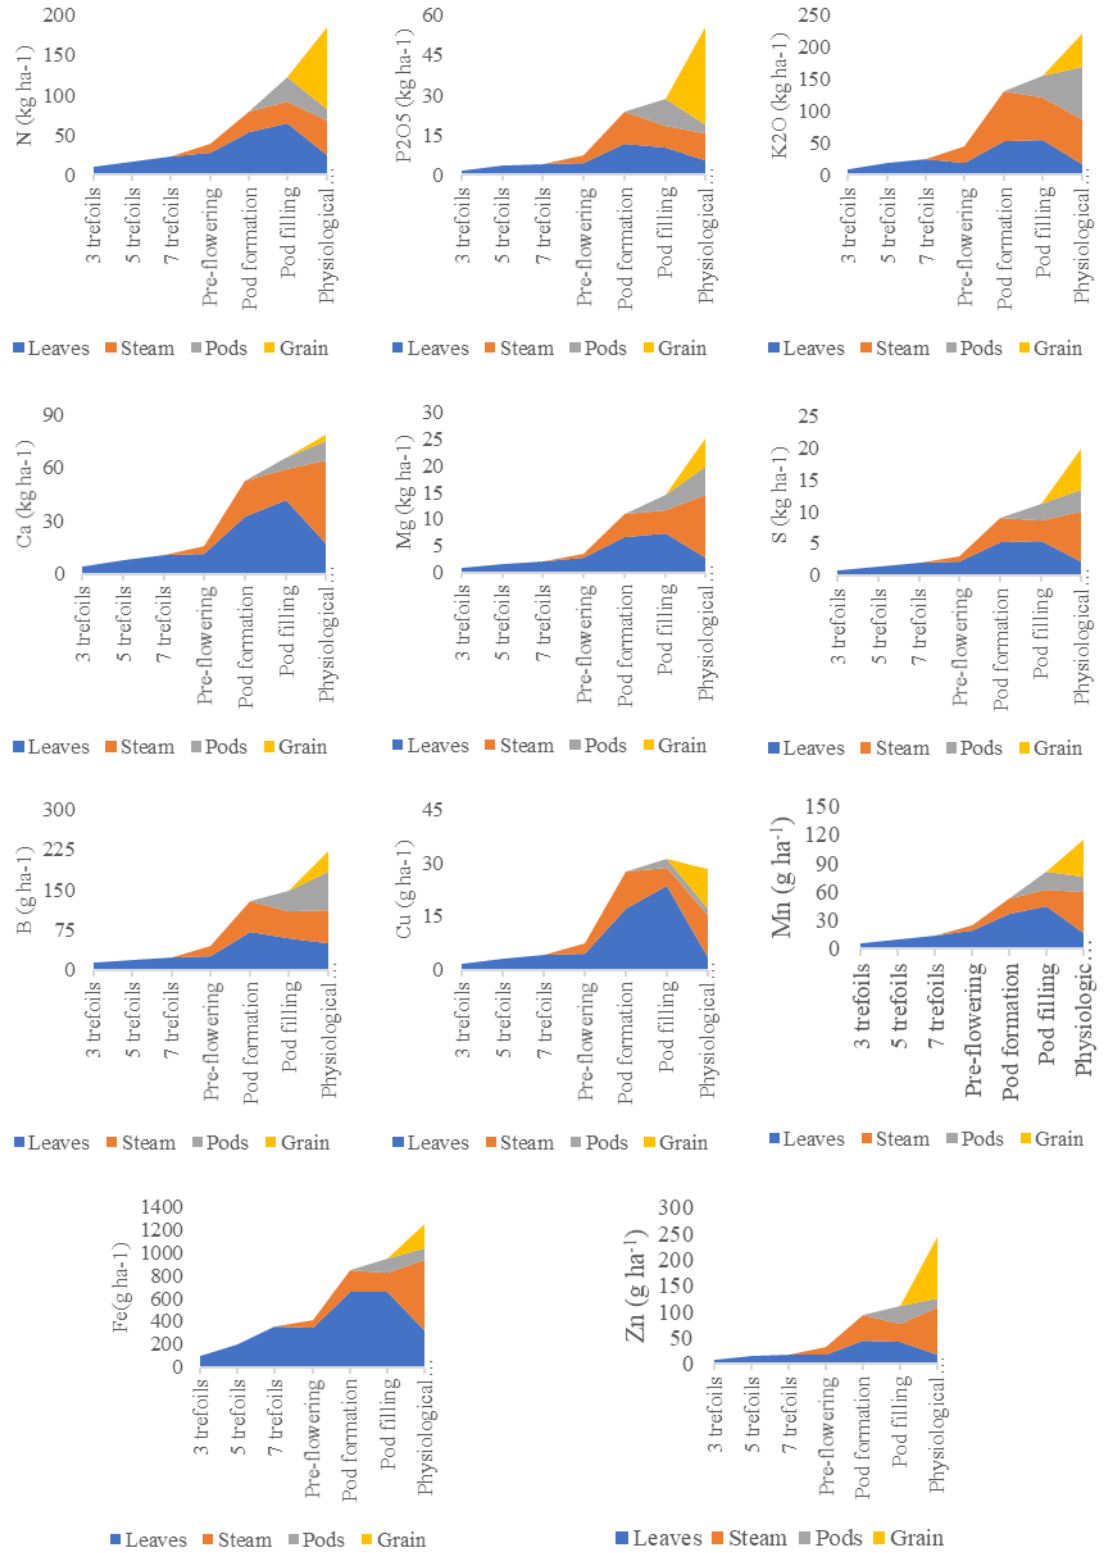 200
150
100
50
0
N (kg ha-1)
3 trefoils
5 trefoils
7 trefoils
Pre-flowering
Pod formation
Pod filling
Physiological…
Leaves Steam Pods Grain
60
45
30
15
0
P2O5 (kg ha-1)
3 trefoils
5 trefoils
7 trefoils
Pre-flowering
Pod formation
Pod filling
Physiological…
Leaves Steam Pods Grain
250
200
150
100
50
0
K2O (kg ha-1)
3 trefoils
5 trefoils
7 trefoils
Pre-flowering
Pod formation
Pod filling
Physiological…
Leaves Steam Pods Grain
90
60
30
0
Ca (kg ha-1)
3 trefoils
5 trefoils
7 trefoils
Pre-flowering
Pod formation
Pod filling
Physiological…
Leaves Steam Pods Grain
30
25
20
15
10
5
0
Mg (kg ha-1)
3 trefoils
5 trefoils
7 trefoils
Pre-flowering
Pod formation
Pod filling
Physiological…
Leaves Steam Pods Grain
25
20
15
10
5
0
S (kg ha-1)
3 trefoils
5 trefoils
7 trefoils
Pre-flowering
Pod formation
Pod filling
Physiological…
Leaves Steam Pods Grain
300
225
150
75
0
B (g ha-1)
3 trefoils
5 trefoils
7 trefoils
Pre-flowering
Pod formation
Pod filling
Physiological…
Leaves Steam Pods Grain
45
30
15
0
Cu (g ha-1)
3 trefoils
5 trefoils
7 trefoils
Pre-flowering
Pod formation
Pod filling
Physiological…
Leaves Steam Pods Grain
150
120
90
60
30
0
Mn (g ha⁻¹)
3 trefoils
5 trefoils
7 trefoils
Pre-flowering
Pod formation
Pod filling
Physiologic…
Leaves Steam Pods Grain
1400
1200
1000
800
600
400
200
0
Fe(g ha-1)
3 trefoils
5 trefoils
7 trefoils
Pre-flowering
Pod formation
Pod filling
Physiological…
Leaves Steam Pods Grain
300
250
200
150
100
50
0
Zn (g ha⁻¹)
3 trefoils
5 trefoils
7 trefoils
Pre-flowering
Pod formation
Pod filling
Physiological…
Leaves Steam Pods Grain